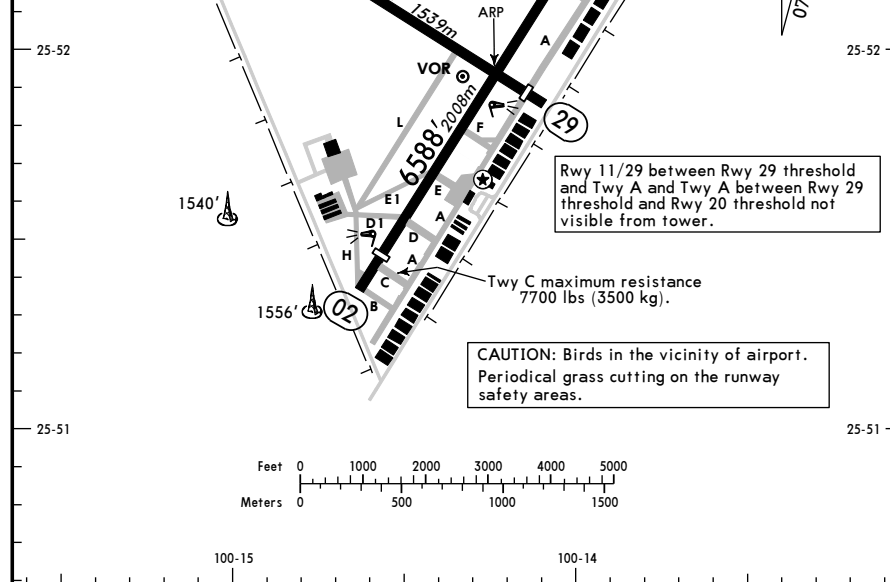 ARP
07
1539m
25-52
25-52
A
VOR
2008m
6588'
L
F
29
Rwy 11/29 between Rwy 29 threshold
and Twy A and Twy A between Rwy 29
threshold and Rwy 20 threshold not
visible from tower.
E
E1
1540'
A
D1
D
H
A
C
Twy C maximum resistance
7700 lbs (3500 kg).
B
02
1556'
CAUTION: Birds in the vicinity of airport.
Periodical grass cutting on the runway
safety areas.
25-51
25-51
Feet 0 1000 2000 3000 4000 5000
Meters 0 500 1000 1500
100-15
100-14